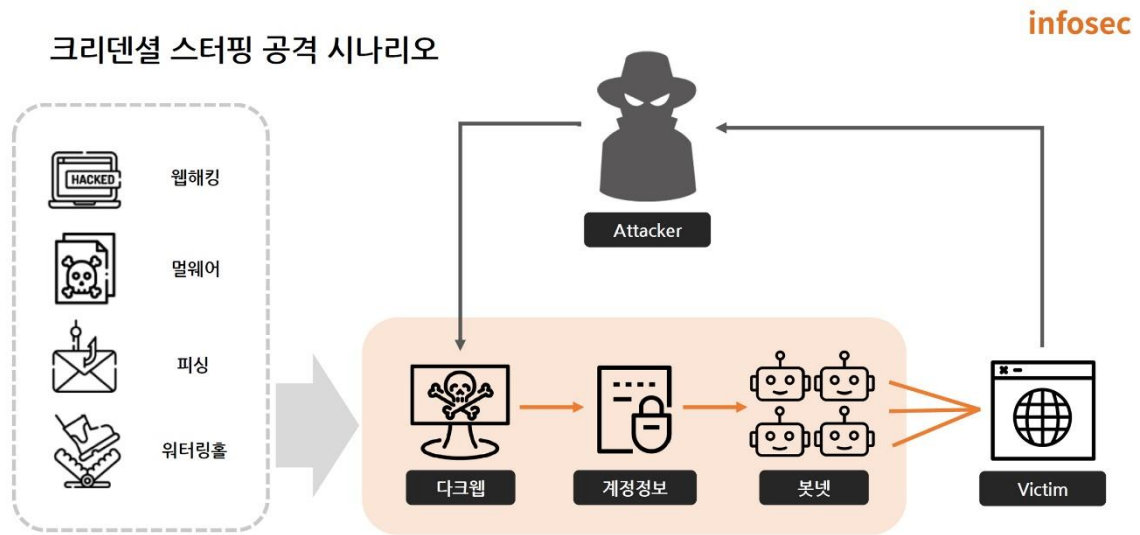 infosec
크리덴셜 스터핑 공격 시나리오
HACKED
웹해킹
멀웨어
피싱
워터링홀
Attacker
다크웹
계정정보
봇넷
Victim